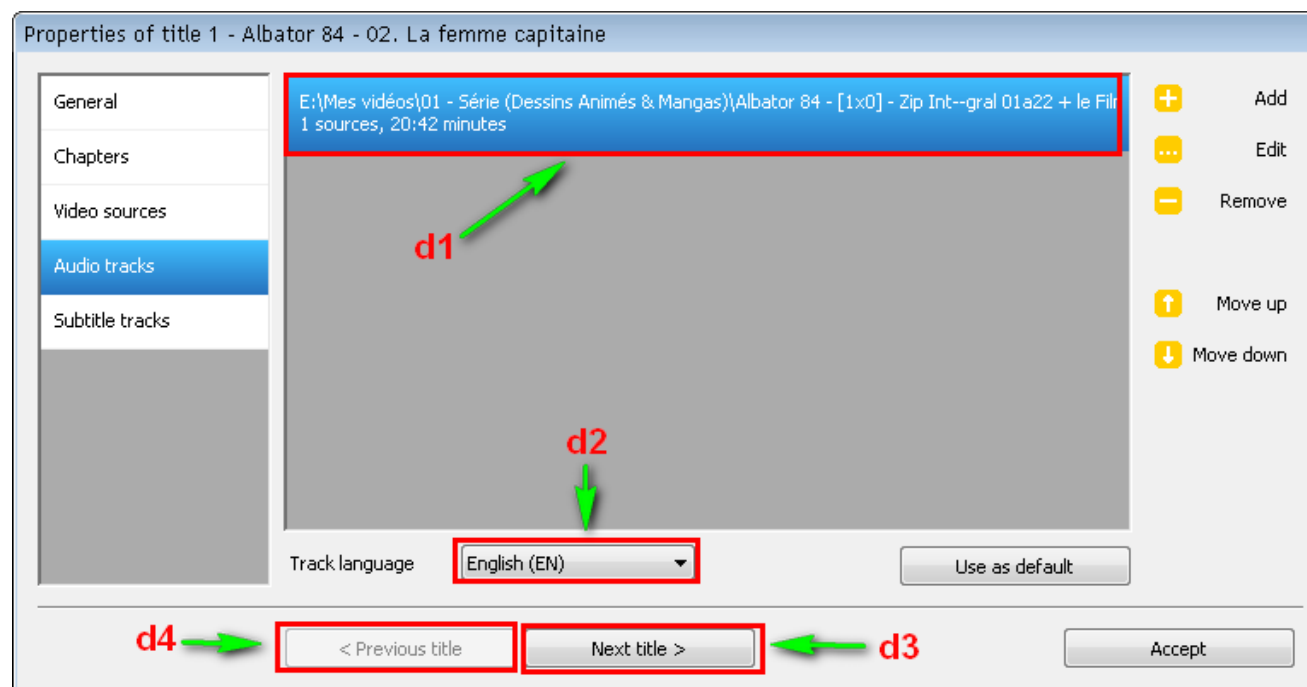 Properties of title 1 - Albator 84 - 02. La femme capitaine
General
Chapters
Video sources
Audio tracks
Subtitle tracks
E:\Mes vidéos\01 - Série (Dessins Animés & Mangas)\Albator 84 - [1x0] - Zip Int--gral 01a22 + le Film
1 sources, 20:42 minutes
d1
d2
Track language
English (EN)
Use as default
Add
Edit
Remove
Move up
Move down
d4
< Previous title
Next title >
d3
Accept